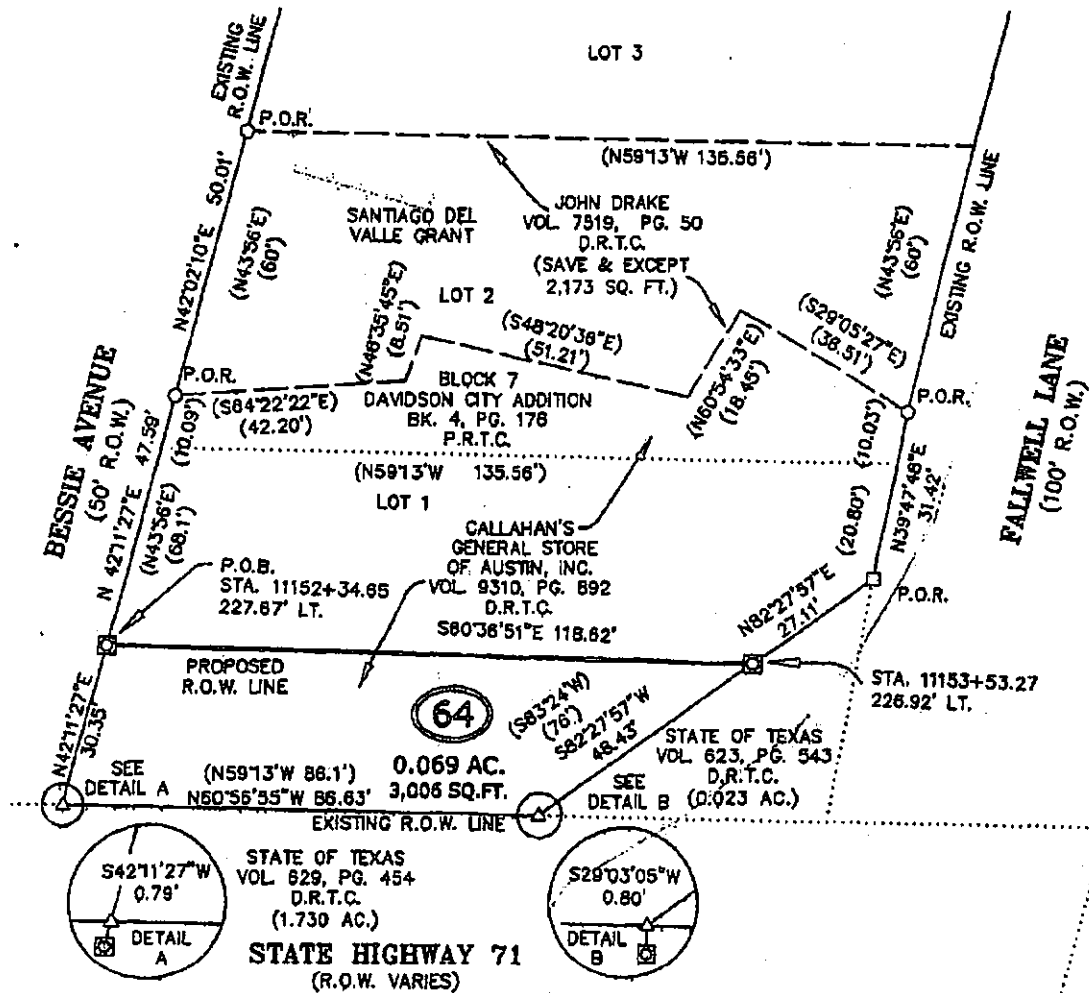 LOT 3
EXISTING
R.O.W. LINE
P.O.R.
(N59°13'W 135.56')
N42°02'10"E 50.01'
(N43°56'E)
(60')
SANTIAGO DEL
VALLE GRANT
JOHN DRAKE
VOL. 7519, PG. 50
D.R.T.C.
(SAVE & EXCEPT
2,173 SQ. FT.)
(N43°56'E)
(60')
EXISTING R.O.W. LINE
LOT 2
(N46°35'45"E)
(8.51')
(S48°20'36"E)
(51.21')
(N60°54'33"E)
(18.45')
(S29°05'27"E)
(36.51')
P.O.R.
(S64°22'22"E)
(42.20')
BLOCK 7
DAVIDSON CITY ADDITION
BK. 4, PG. 176
P.R.T.C.
P.O.R.
BESSIE AVENUE
(50' R.O.W.)
N 42°11'27"E 47.59'
(10.09')
(N43°56'E)
(68.1')
(N59°13'W 135.56')
LOT 1
(10.03')
(20.80')
N39°47'48"E
31.42'
FALLWELL LANE
(100' R.O.W.)
CALLAHAN'S
GENERAL STORE
OF AUSTIN, INC.
VOL. 9310, PG. 892
D.R.T.C.
P.O.B.
STA. 11152+34.65
227.67' LT.
S60°36'51"E 118.62'
N82°27'57"E
27.11'
P.O.R.
PROPOSED
R.O.W. LINE
STA. 11153+53.27
226.92' LT.
64
0.069 AC.
3,006 SQ.FT.
(S83°24'W)
(76')
S82°27'57"W
48.43'
STATE OF TEXAS
VOL. 623, PG. 543
D.R.T.C.
(0.023 AC.)
N42°11'27"E
30.35'
SEE
DETAIL A
(N59°13'W 86.1')
N60°56'55"W 86.63'
EXISTING R.O.W. LINE
SEE
DETAIL B
S42°11'27"W
0.79'
DETAIL
A
STATE OF TEXAS
VOL. 629, PG. 454
D.R.T.C.
(1.730 AC.)
S29°03'05"W
0.80'
DETAIL
B
STATE HIGHWAY 71
(R.O.W. VARIES)